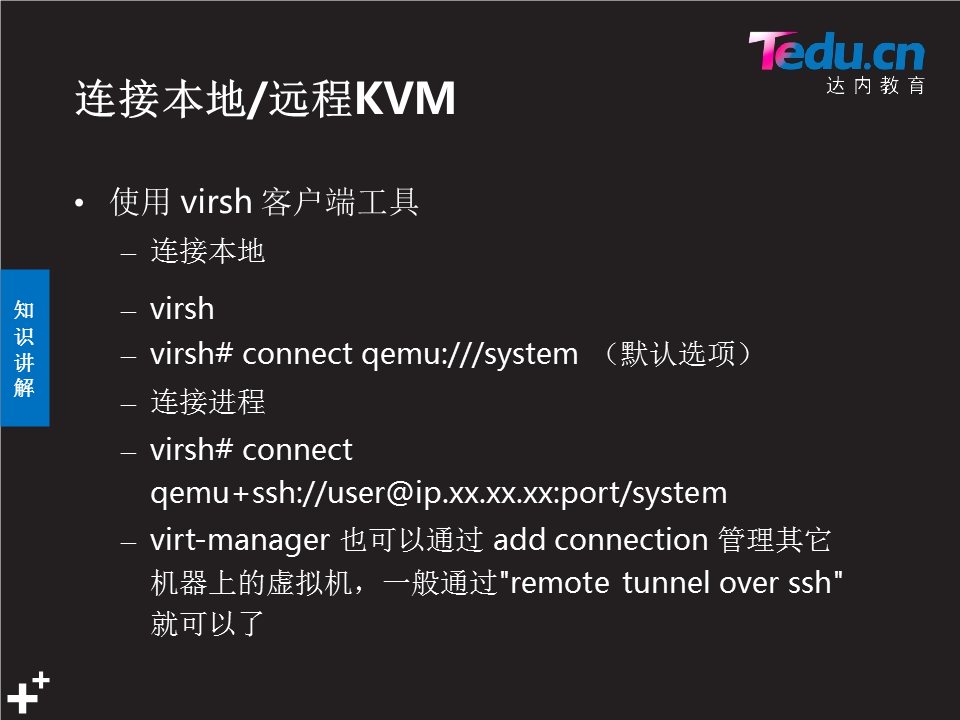 Tedu.cn
达内教育
连接本地/远程KVM
• 使用 virsh 客户端工具
– 连接本地
– virsh
– virsh# connect qemu:///system （默认选项）
– 连接进程
– virsh# connect
qemu+ssh://user@ip.xx.xx.xx:port/system
– virt-manager 也可以通过 add connection 管理其它
机器上的虚拟机，一般通过"remote tunnel over ssh"
就可以了
知
识
讲
解